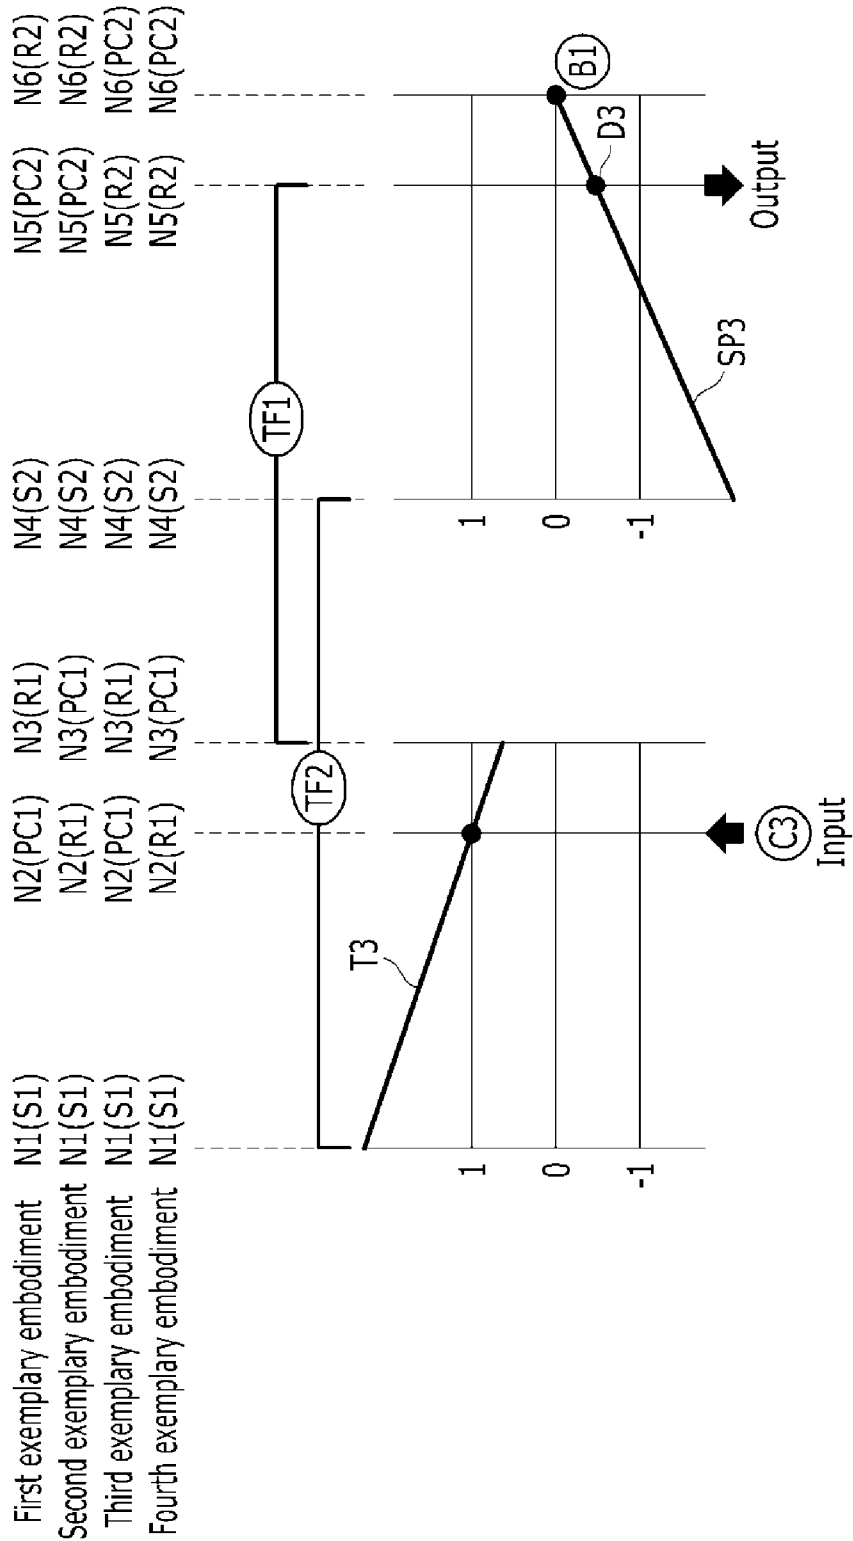 First exemplary embodiment N1(S1) N2(PC1) N3(R1) N4(S2) N5(PC2) N6(R2)
Second exemplary embodiment N1(S1) N2(R1) N3(PC1) N4(S2) N5(PC2) N6(R2)
Third exemplary embodiment N1(S1) N2(PC1) N3(R1) N4(S2) N5(R2) N6(PC2)
Fourth exemplary embodiment N1(S1) N2(R1) N3(PC1) N4(S2) N5(R2) N6(PC2)
TF1
TF2
T3
1
1
0
0
B1
D3
-1
-1
SP3
C3
Input
Output